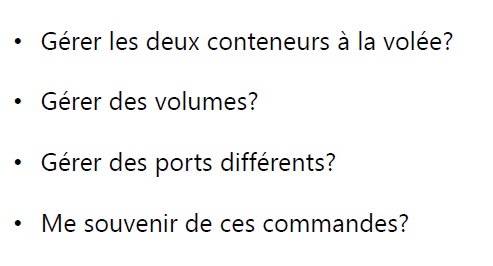 • Gérer les deux conteneurs à la volée?
• Gérer des volumes?
• Gérer des ports différents?
• Me souvenir de ces commandes?